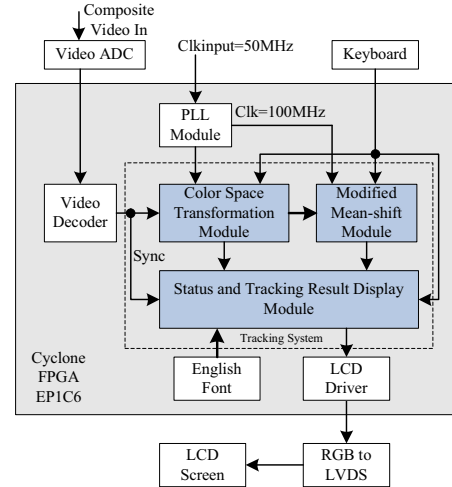 Composite
Video In
Clkinput=50MHz
Video ADC
Keyboard
PLL
Module
Clk=100MHz
Video
Decoder
Color Space
Transformation
Module
Modified
Mean-shift
Module
Sync
Status and Tracking Result Display
Module
Tracking System
Cyclone
FPGA
EP1C6
English
Font
LCD
Driver
LCD
Screen
RGB to
LVDS